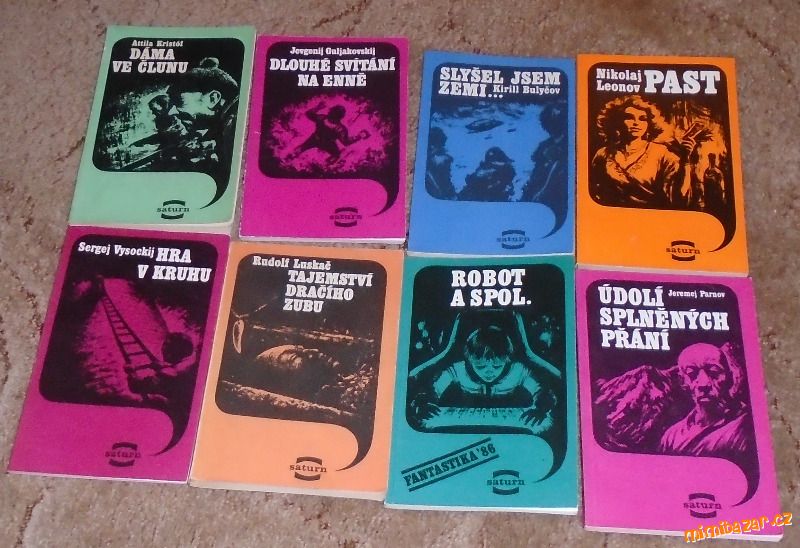 Attila Kristóf
DÁMA
VE ČLUNU
saturn
Jevgenij Guljakovskij
DLOUHÉ SVÍTÁNÍ
NA ENNĚ
saturn
SLYŠEL JSEM
ZEMI... Kirill Bulyčov
saturn
Nikolaj
Leonov PAST
saturn
Sergej Vysockij HRA
V KRUHU
saturn
Rudolf Luskač
TAJEMSTVÍ
DRAČÍHO
ZUBU
saturn
ROBOT
A SPOL.
FANTASTIKA'86
saturn
ÚDOLÍ Jeremej Parnov
SPLNĚNÝCH
PŘÁNÍ
saturn
mimibazar.cz